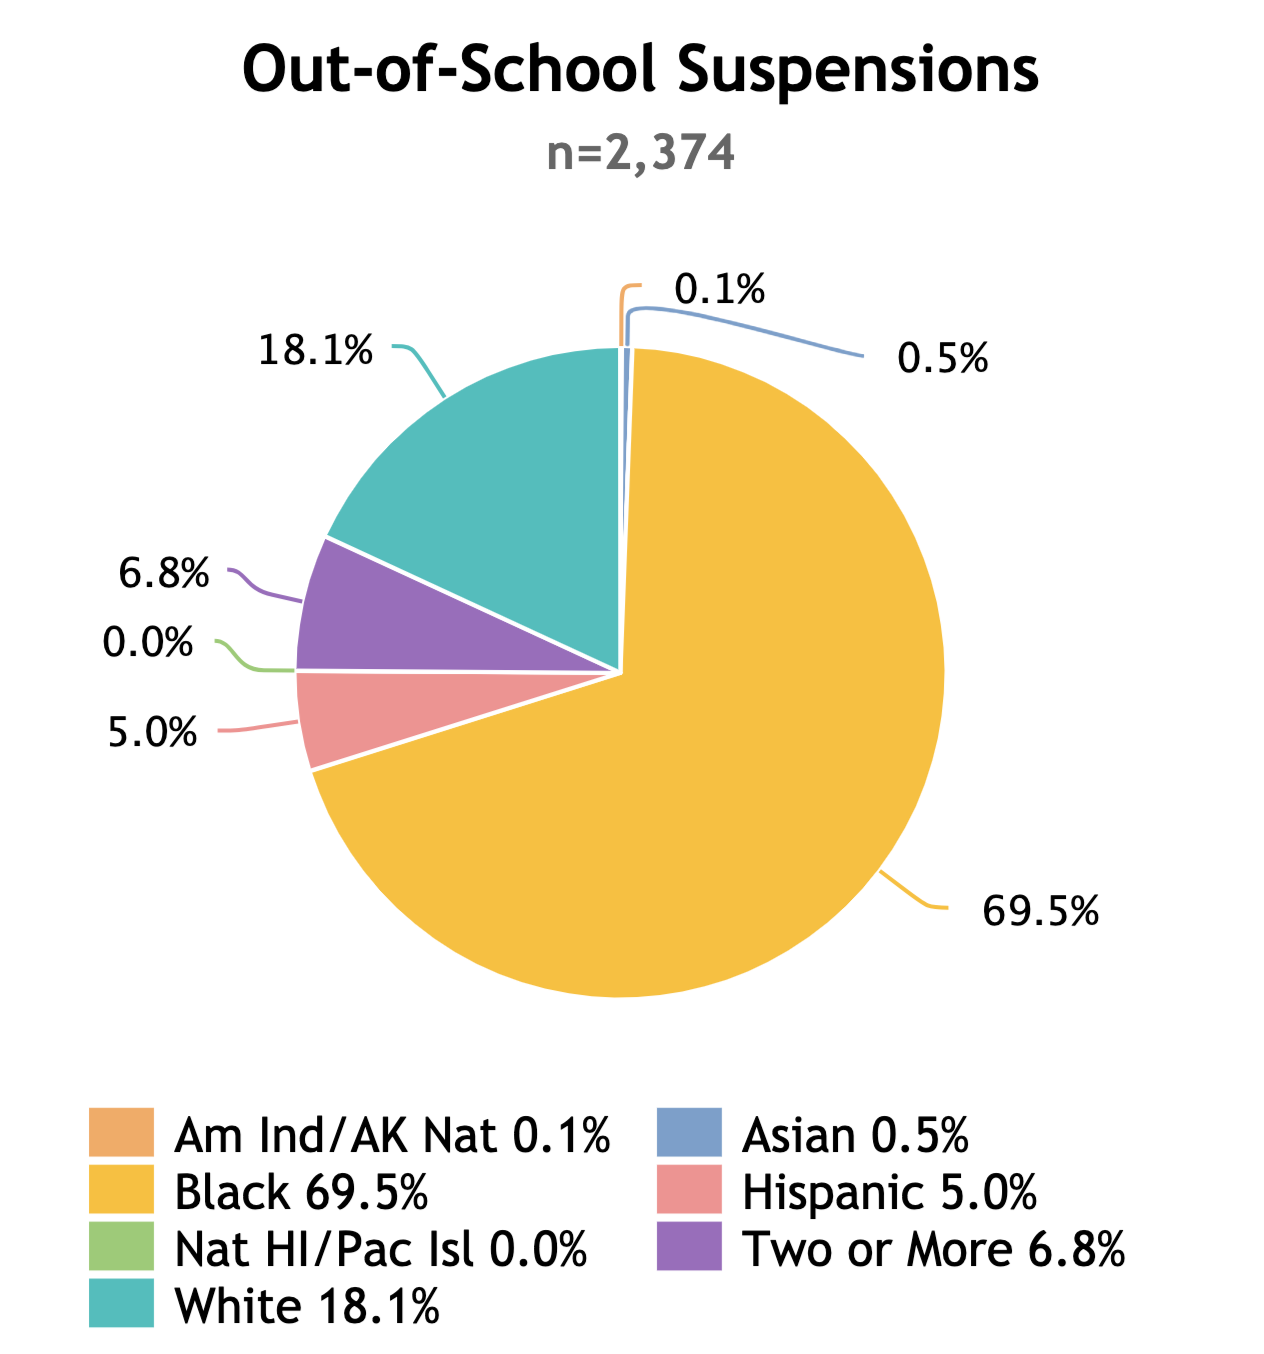 Out-of-School Suspensions
n=2,374
0.1%
18.1%
0.5%
6.8%
0.0%
5.0%
69.5%
Am Ind/AK Nat 0.1%
Asian 0.5%
Black 69.5%
Hispanic 5.0%
Nat HI/Pac Isl 0.0%
Two or More 6.8%
White 18.1%